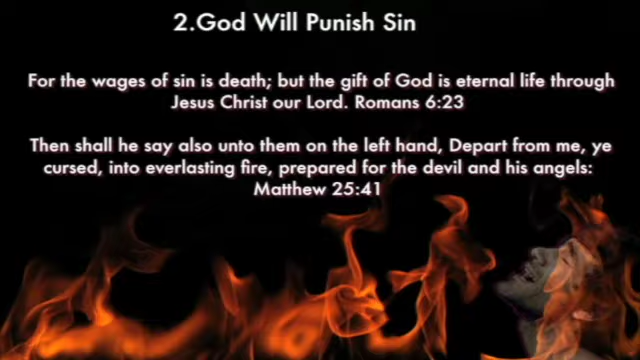 2.God Will Punish Sin
For the wages of sin is death; but the gift of God is eternal life through
Jesus Christ our Lord. Romans 6:23
Then shall he say also unto them on the left hand, Depart from me, ye
cursed, into everlasting fire, prepared for the devil and his angels:
Matthew 25:41